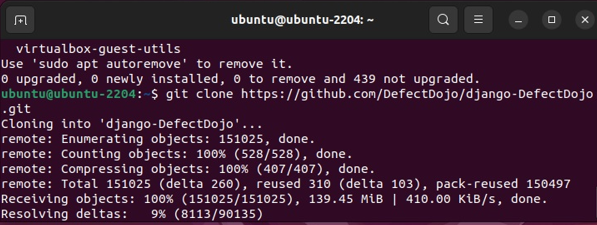 ubuntu@ubuntu-2204: ~
virtualbox-guest-utils
Use 'sudo apt autoremove' to remove it.
0 upgraded, 0 newly installed, 0 to remove and 439 not upgraded.
ubuntu@ubuntu-2204:~$ git clone https://github.com/DefectDojo/django-DefectDojo
.git
Cloning into 'django-DefectDojo'...
remote: Enumerating objects: 151025, done.
remote: Counting objects: 100% (528/528), done.
remote: Compressing objects: 100% (407/407), done.
remote: Total 151025 (delta 260), reused 310 (delta 103), pack-reused 150497
Receiving objects: 100% (151025/151025), 139.45 MiB | 410.00 KiB/s, done.
Resolving deltas:   9% (8113/90135)